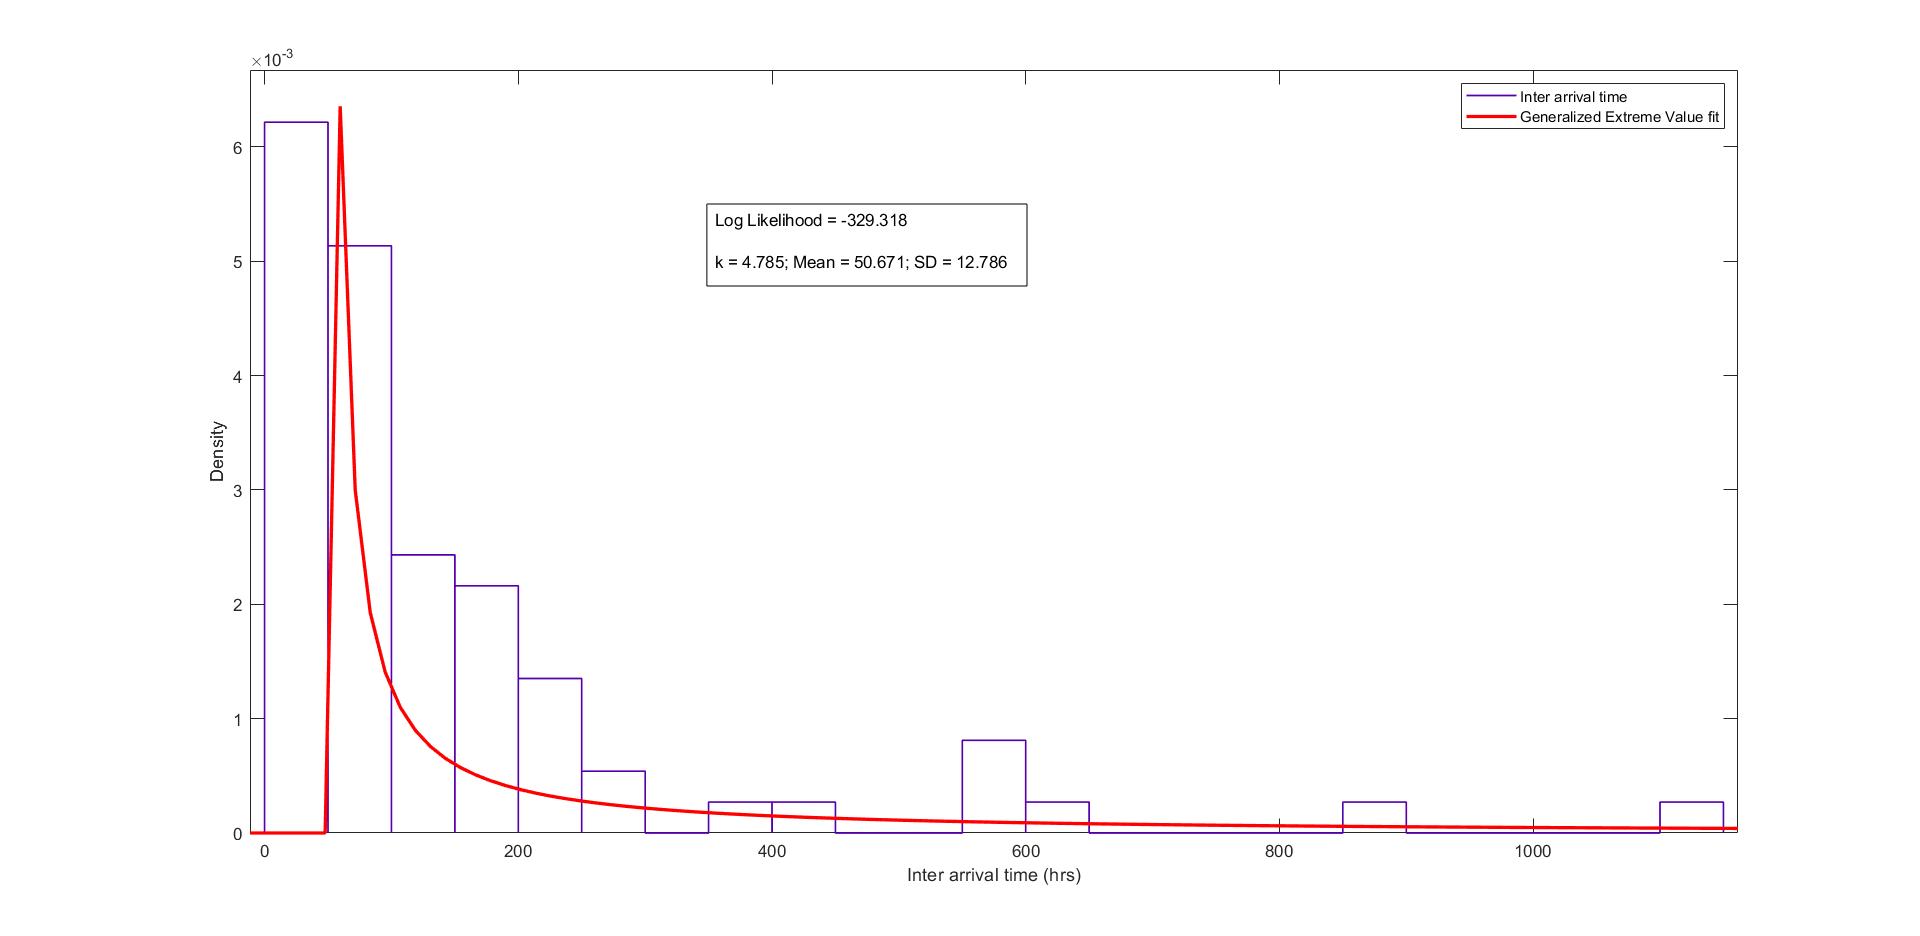 ×10-3
Inter arrival time
Generalized Extreme Value fit
6
Log Likelihood = -329.318
k = 4.785; Mean = 50.671; SD = 12.786
5
4
Density
3
2
1
0
0 200 400 600 800 1000
Inter arrival time (hrs)